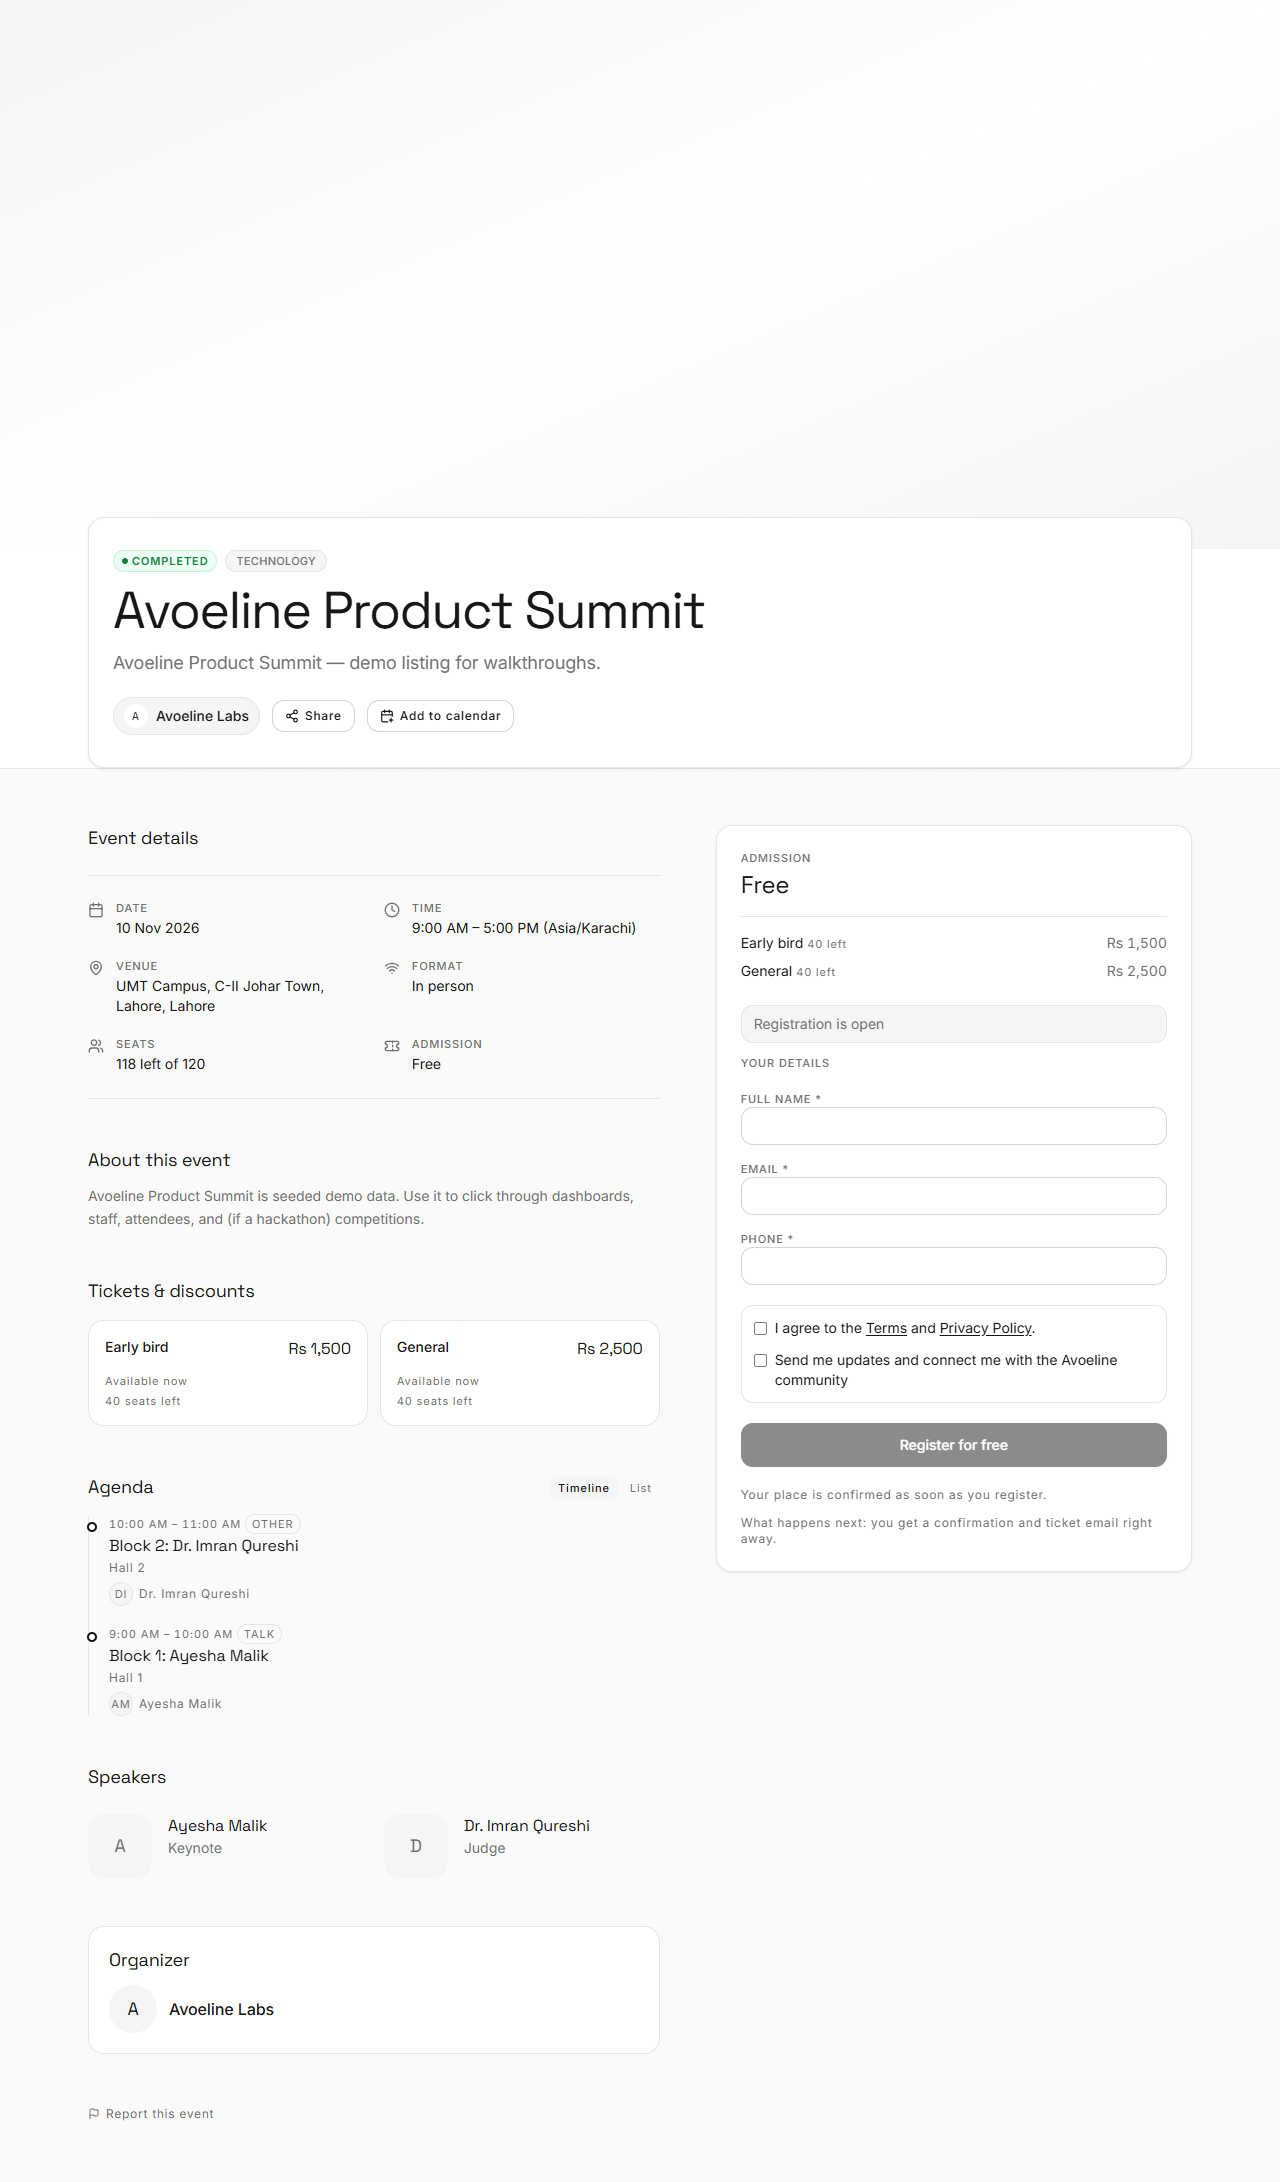 COMPLETED
TECHNOLOGY
Avoeline Product Summit
Avoeline Product Summit — demo listing for walkthroughs.
A Avoeline Labs
Share
Add to calendar
Event details
DATE
10 Nov 2026
TIME
9:00 AM – 5:00 PM (Asia/Karachi)
VENUE
UMT Campus, C-II Johar Town,
Lahore, Lahore
FORMAT
In person
SEATS
118 left of 120
ADMISSION
Free
About this event
Avoeline Product Summit is seeded demo data. Use it to click through dashboards,
staff, attendees, and (if a hackathon) competitions.
Tickets & discounts
Early bird Rs 1,500
Available now
40 seats left
General Rs 2,500
Available now
40 seats left
Agenda
Timeline List
10:00 AM – 11:00 AM OTHER
Block 2: Dr. Imran Qureshi
Hall 2
DI Dr. Imran Qureshi
9:00 AM – 10:00 AM TALK
Block 1: Ayesha Malik
Hall 1
AM Ayesha Malik
Speakers
A
Ayesha Malik
Keynote
D
Dr. Imran Qureshi
Judge
Organizer
A Avoeline Labs
Report this event
ADMISSION
Free
Early bird 40 left Rs 1,500
General 40 left Rs 2,500
Registration is open
YOUR DETAILS
FULL NAME *
EMAIL *
PHONE *
I agree to the Terms and Privacy Policy.
Send me updates and connect me with the Avoeline
community
Register for free
Your place is confirmed as soon as you register.
What happens next: you get a confirmation and ticket email right
away.